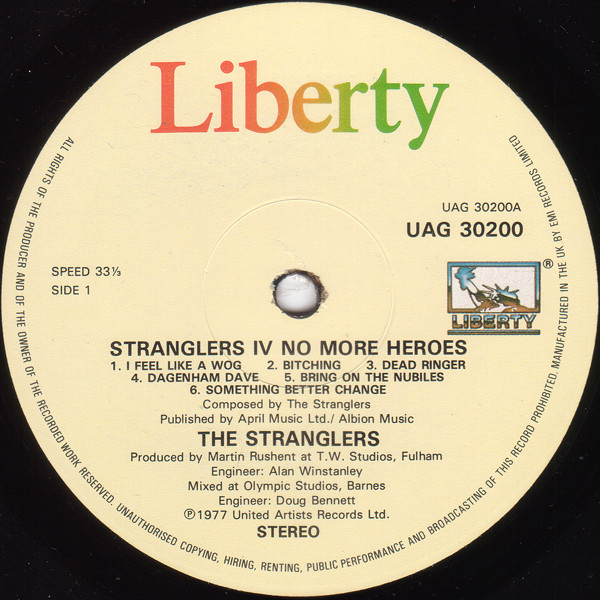 Liberty
UAG 30200A
UAG 30200
SPEED 33⅓
SIDE 1
®
LIBERTY
STRANGLERS IV NO MORE HEROES
1. I FEEL LIKE A WOG 2. BITCHING 3. DEAD RINGER
4. DAGENHAM DAVE 5. BRING ON THE NUBILES
6. SOMETHING BETTER CHANGE
Composed by The Stranglers
Published by April Music Ltd./ Albion Music
THE STRANGLERS
Produced by Martin Rushent at T.W. Studios, Fulham
Engineer: Alan Winstanley
Mixed at Olympic Studios, Barnes
Engineer: Doug Bennett
℗1977 United Artists Records Ltd.
STEREO
ALL RIGHTS OF THE PRODUCER AND OF THE OWNER OF THE RECORDED WORK RESERVED. UNAUTHORISED COPYING, HIRING, RENTING, PUBLIC PERFORMANCE AND BROADCASTING OF THIS RECORD PROHIBITED. MANUFACTURED IN THE UK BY EMI RECORDS LIMITED